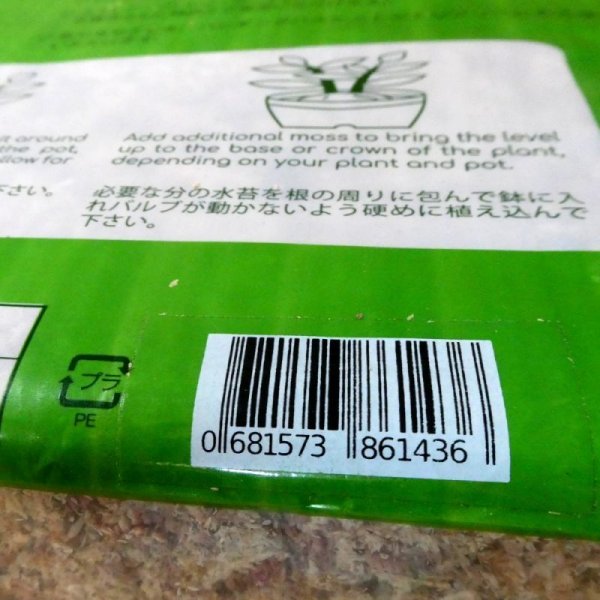 around
the pot,
llow for
Add additional moss to bring the level
up to the base or crown of the plant,
depending on your plant and pot.
下さい。
必要な分の水苔を根の周りに包んで鉢に入
れバルブが動かないよう硬めに植え込んで
下さい。
プラ
PE
0 681573 861436